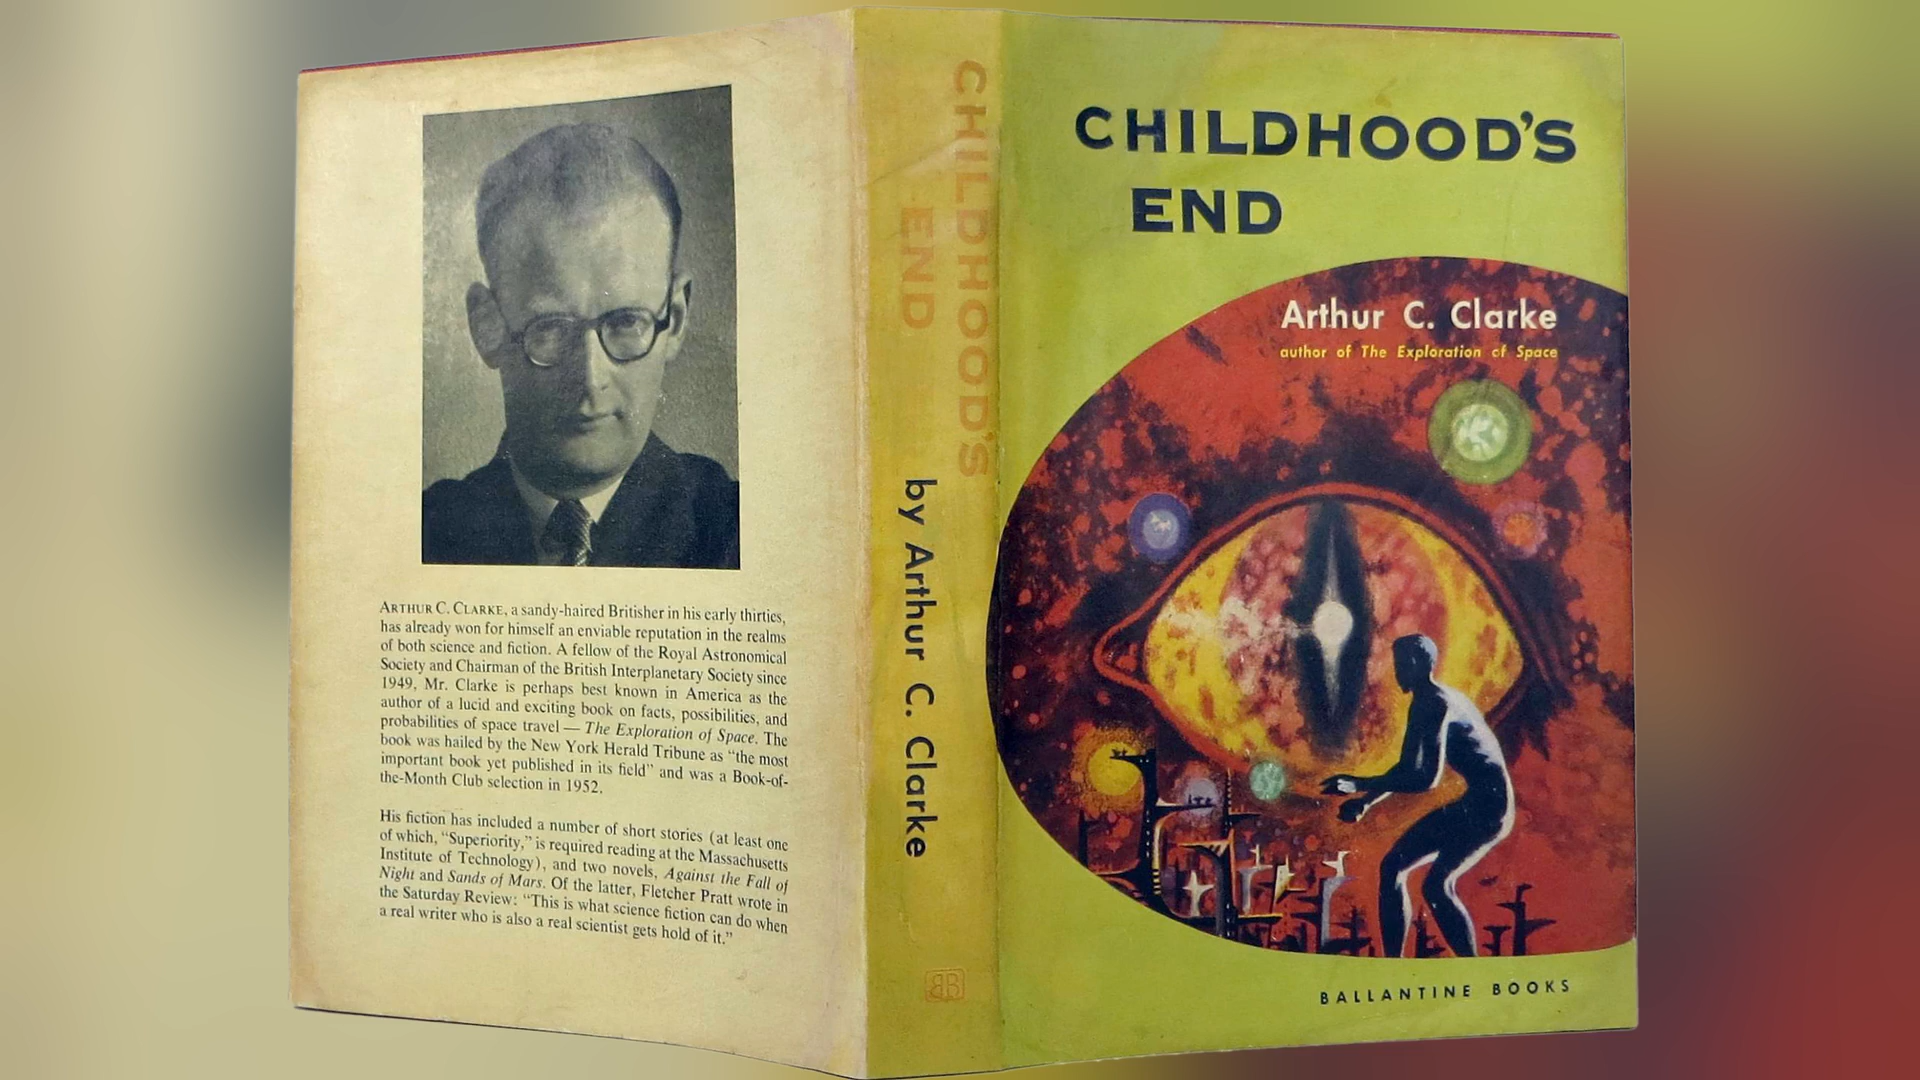 ARTHUR C. CLARKE, a sandy-haired Britisher in his early thirties,
has already won for himself an enviable reputation in the realms
of both science and fiction. A fellow of the Royal Astronomical
Society and Chairman of the British Interplanetary Society since
1949, Mr. Clarke is perhaps best known in America as the
author of a lucid and exciting book on facts, possibilities, and
probabilities of space travel — The Exploration of Space. The
book was hailed by the New York Herald Tribune as "the most
important book yet published in its field" and was a Book-of-
the-Month Club selection in 1952.
His fiction has included a number of short stories (at least one
of which, "Superiority," is required reading at the Massachusetts
Institute of Technology), and two novels, Against the Fall of
Night and Sands of Mars. Of the latter, Fletcher Pratt wrote in
the Saturday Review: "This is what science fiction can do when
a real writer who is also a real scientist gets hold of it."
CHILDHOOD'S
END
by Arthur C. Clarke
BB
CHILDHOOD'S
END
Arthur C. Clarke
author of The Exploration of Space
BALLANTINE BOOKS